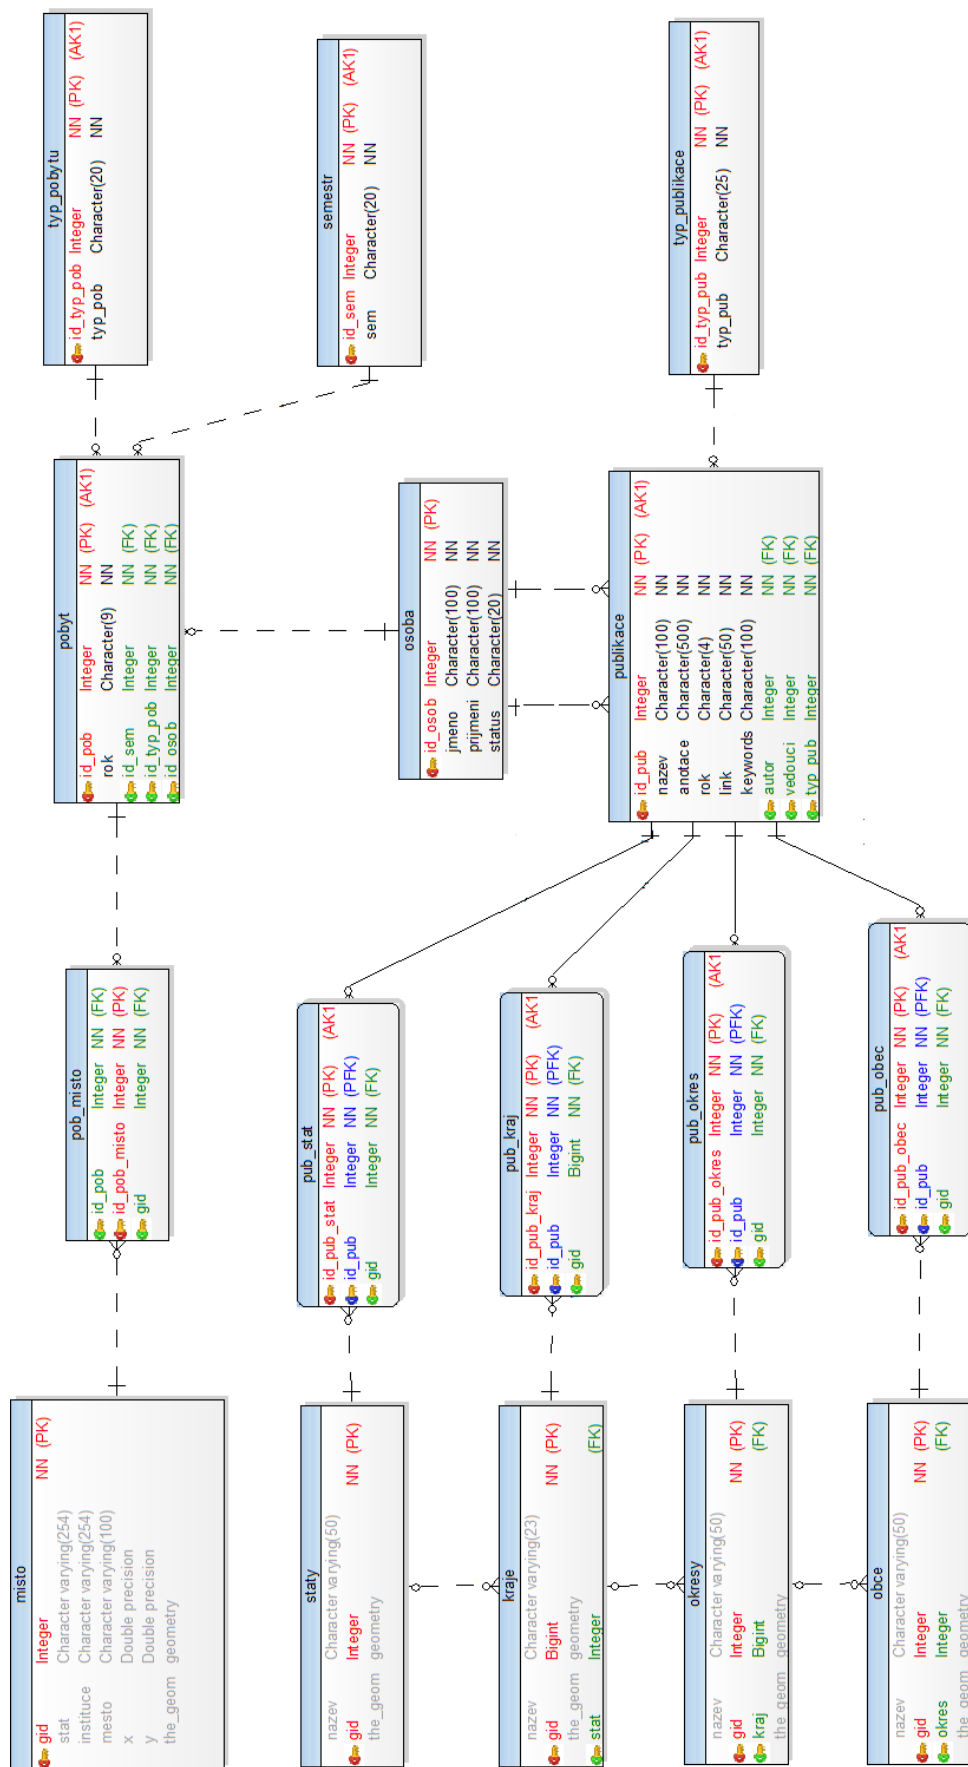 typ_pobytu
id_typ_pob Integer NN (PK) (AK1)
typ_pob Character(20) NN
semestr
id_sem Integer NN (PK) (AK1)
sem Character(20) NN
typ_publikace
id_typ_pub Integer NN (PK) (AK1)
typ_pub Character(25) NN
pobyt
id_pob Integer NN (PK) (AK1)
rok Character(9) NN
id_sem Integer NN (FK)
id_typ_pob Integer NN (FK)
id_osob Integer NN (FK)
osoba
id_osob Integer NN (PK)
jmeno Character(100) NN
prijmeni Character(100) NN
status Character(20) NN
publikace
id_pub Integer NN (PK) (AK1)
nazev Character(100) NN
anotace Character(500) NN
rok Character(4) NN
link Character(50) NN
keywords Character(100) NN
autor Integer NN (FK)
vedouci Integer NN (FK)
typ_pub Integer NN (FK)
pob_misto
id_pob Integer NN (FK)
id_pob_misto Integer NN (PK)
gid Integer NN (FK)
pub_stat
id_pub_stat Integer NN (PK) (AK1
id_pub Integer NN (PFK)
gid Integer NN (FK)
pub_kraj
id_pub_kraj Integer NN (PK) (AK1
id_pub Integer NN (PFK)
gid Bigint NN (FK)
pub_okres
id_pub_okres Integer NN (PK) (AK1
id_pub Integer NN (PFK)
gid Integer NN (FK)
pub_obec
id_pub_obec Integer NN (PK) (AK1
id_pub Integer NN (PFK)
gid Integer NN (FK)
misto
gid Integer NN (PK)
stat Character varying(254)
instituce Character varying(254)
mesto Character varying(100)
x Double precision
y Double precision
the_geom geometry
staty
nazev Character varying(50)
gid Integer NN (PK)
the_geom geometry
kraje
nazev Character varying(23)
gid Bigint NN (PK)
the_geom geometry
stat Integer (FK)
okresy
nazev Character varying(50)
gid Integer NN (PK)
kraj Bigint (FK)
the_geom geometry
obce
nazev Character varying(50)
gid Integer NN (PK)
okres Integer (FK)
the_geom geometry